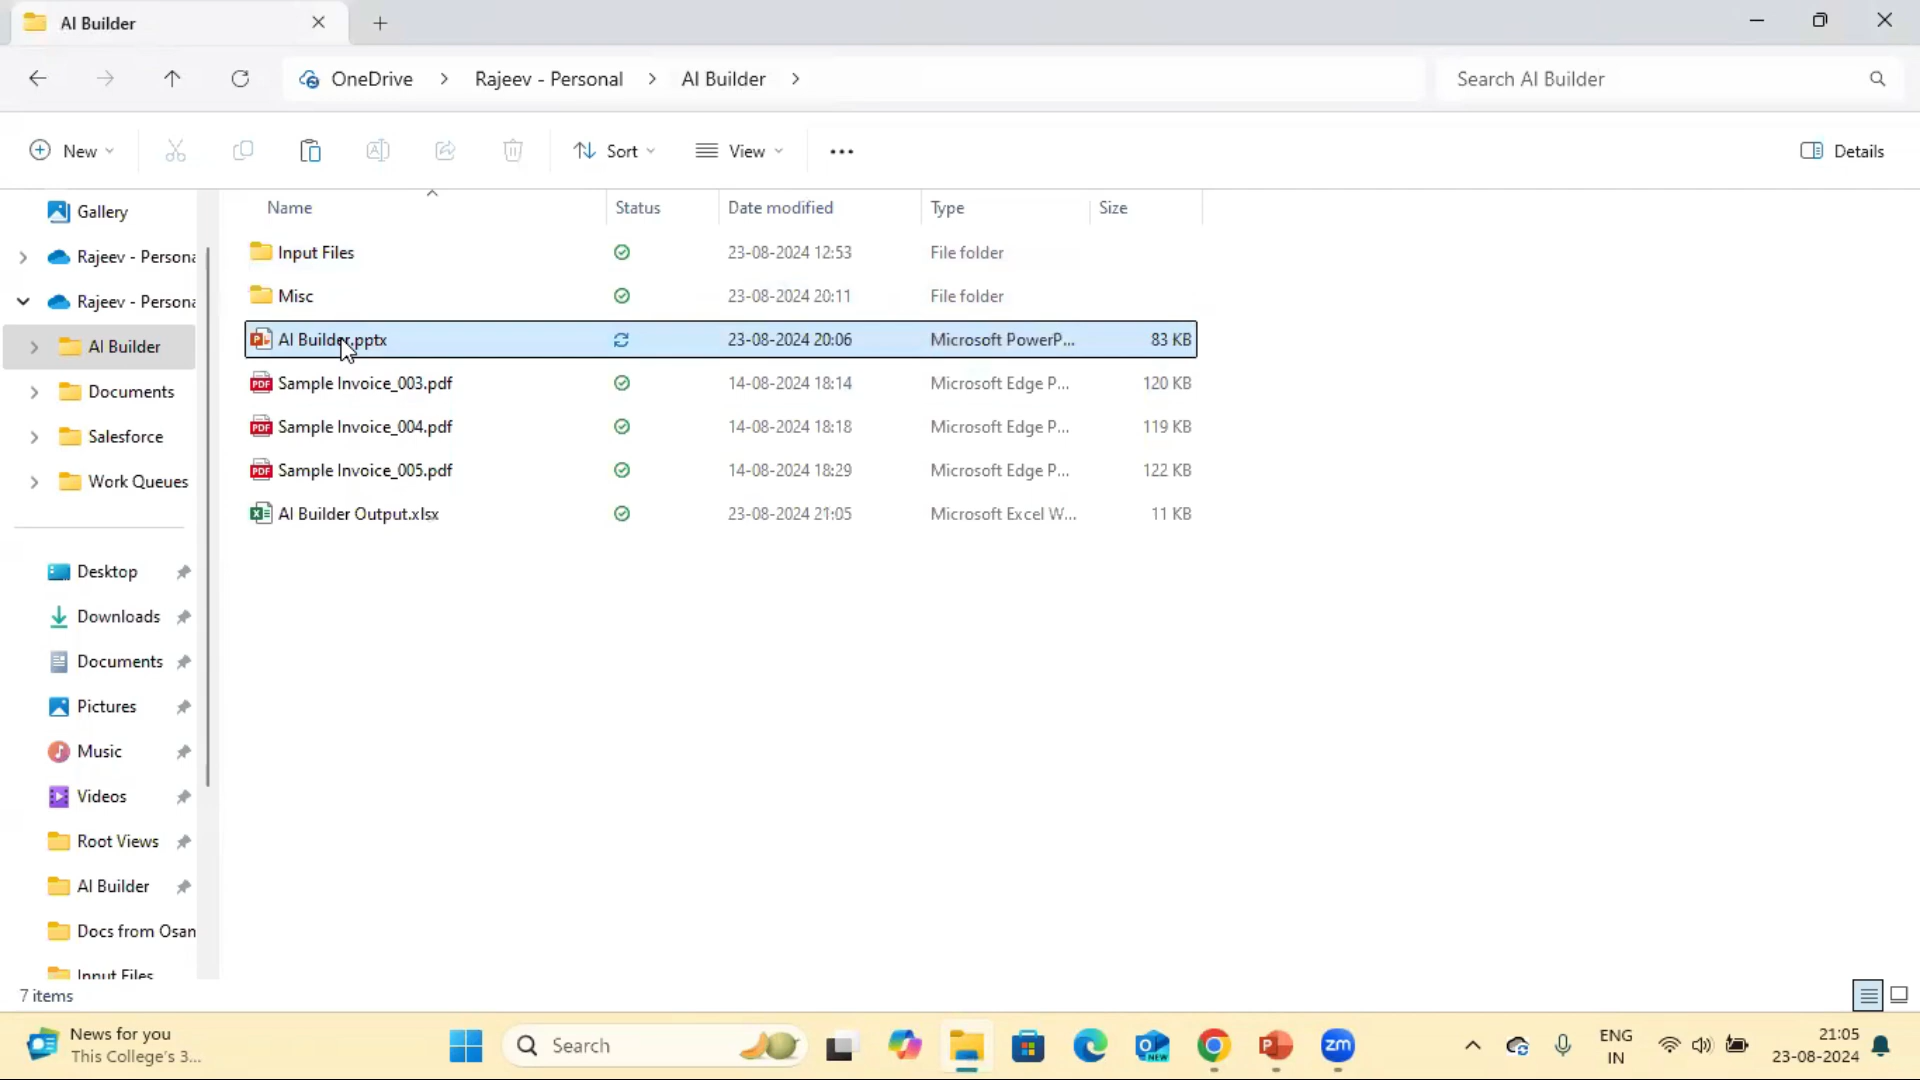 AI Builder
OneDrive Rajeev - Personal AI Builder
Search AI Builder
New
Sort
View
Details
Name Status Date modified Type Size
Input Files 23-08-2024 12:53 File folder
Misc 23-08-2024 20:11 File folder
AI Builder.pptx 23-08-2024 20:06 Microsoft PowerP... 83 KB
Sample Invoice_003.pdf 14-08-2024 18:14 Microsoft Edge P... 120 KB
Sample Invoice_004.pdf 14-08-2024 18:18 Microsoft Edge P... 119 KB
Sample Invoice_005.pdf 14-08-2024 18:29 Microsoft Edge P... 122 KB
AI Builder Output.xlsx 23-08-2024 21:05 Microsoft Excel W... 11 KB
Gallery
Rajeev - Persona
Rajeev - Persona
AI Builder
Documents
Salesforce
Work Queues
Desktop
Downloads
Documents
Pictures
Music
Videos
Root Views
AI Builder
Docs from Osan
Input Files
7 items
News for you
This College's 3...
Search
ENG
IN
21:05
23-08-2024